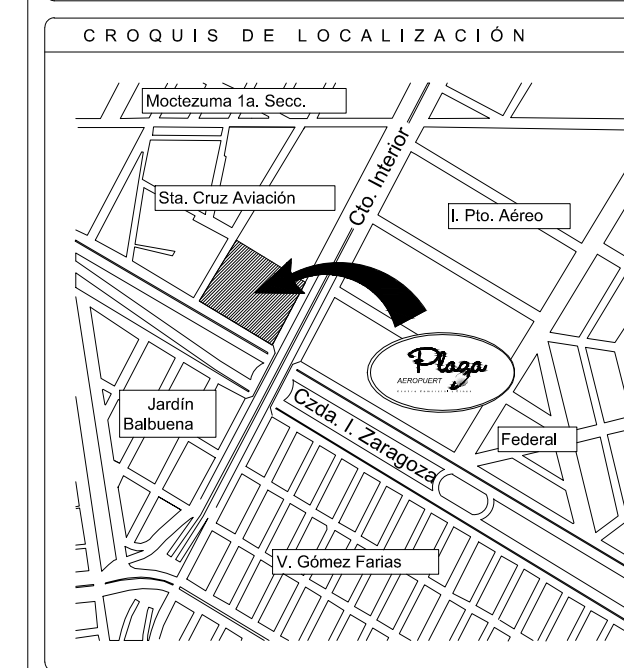 CROQUIS DE LOCALIZACIÓN
Moctezuma 1a. Secc.
Cto. Interior
Sta. Cruz Aviación
I. Pto. Aéreo
Plaza
AEROPUERT
Jardín
Balbuena
Czda. I. Zaragoza
Federal
V. Gómez Farias